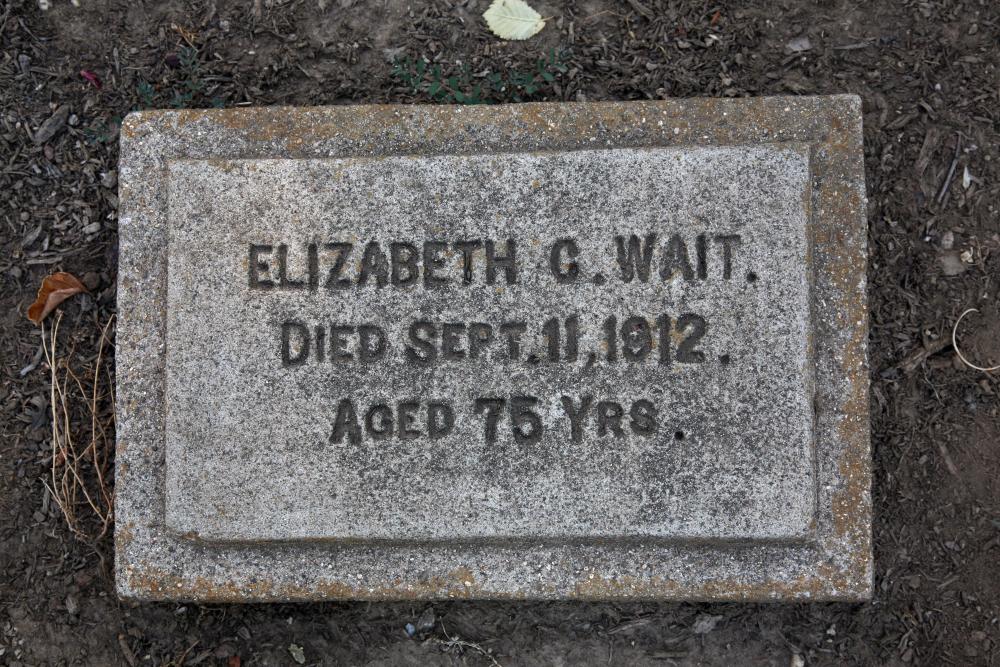 ELIZABETH C. WAIT.
DIED SEPT. 11, 1912.
AGED 75 YRS.